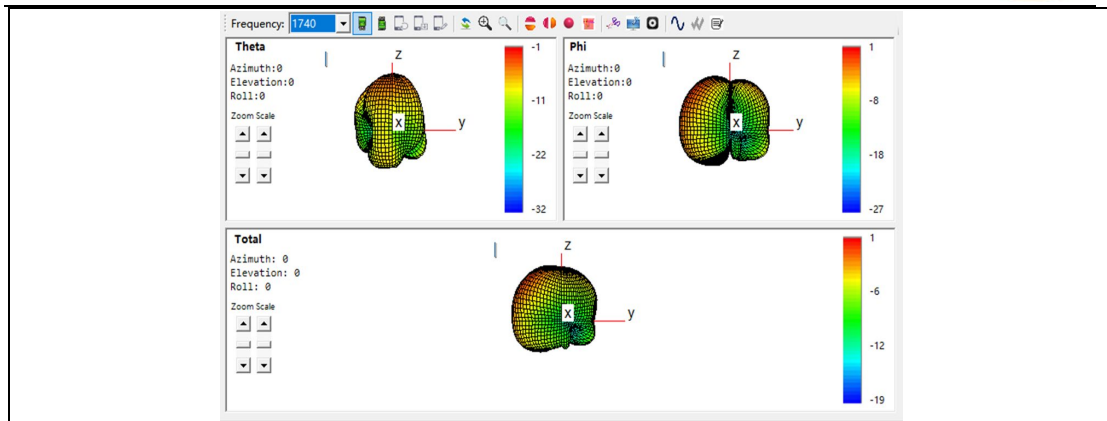 Frequency: 1740
Theta
Azimuth:0
Elevation:0
Roll:0
Zoom Scale
z
x
y
-1
-11
-22
-32
Phi
Azimuth:0
Elevation:0
Roll:0
Zoom Scale
z
x
y
1
-8
-18
-27
Total
Azimuth: 0
Elevation: 0
Roll: 0
Zoom Scale
z
x
y
1
-6
-12
-19